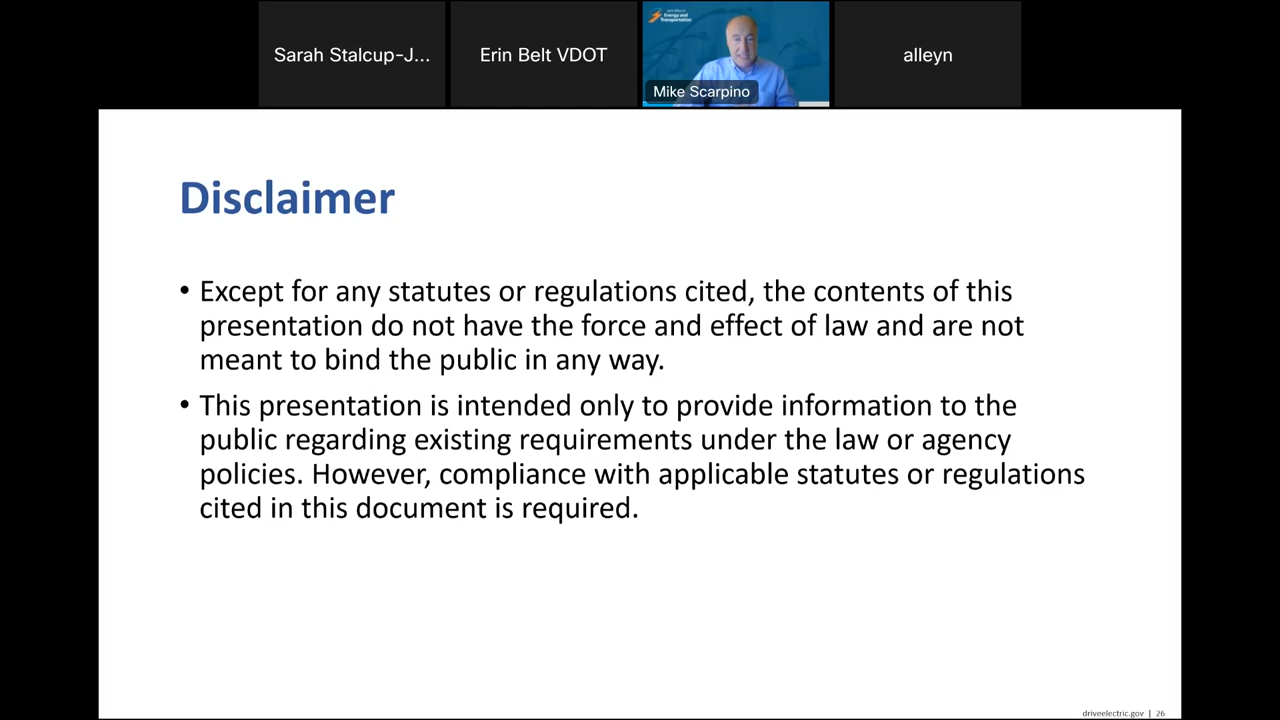 Sarah Stalcup-J...
Erin Belt VDOT
Energy and
Transportation
Mike Scarpino
alleyn
Disclaimer
• Except for any statutes or regulations cited, the contents of this
presentation do not have the force and effect of law and are not
meant to bind the public in any way.
• This presentation is intended only to provide information to the
public regarding existing requirements under the law or agency
policies. However, compliance with applicable statutes or regulations
cited in this document is required.
driveelectric.gov | 26